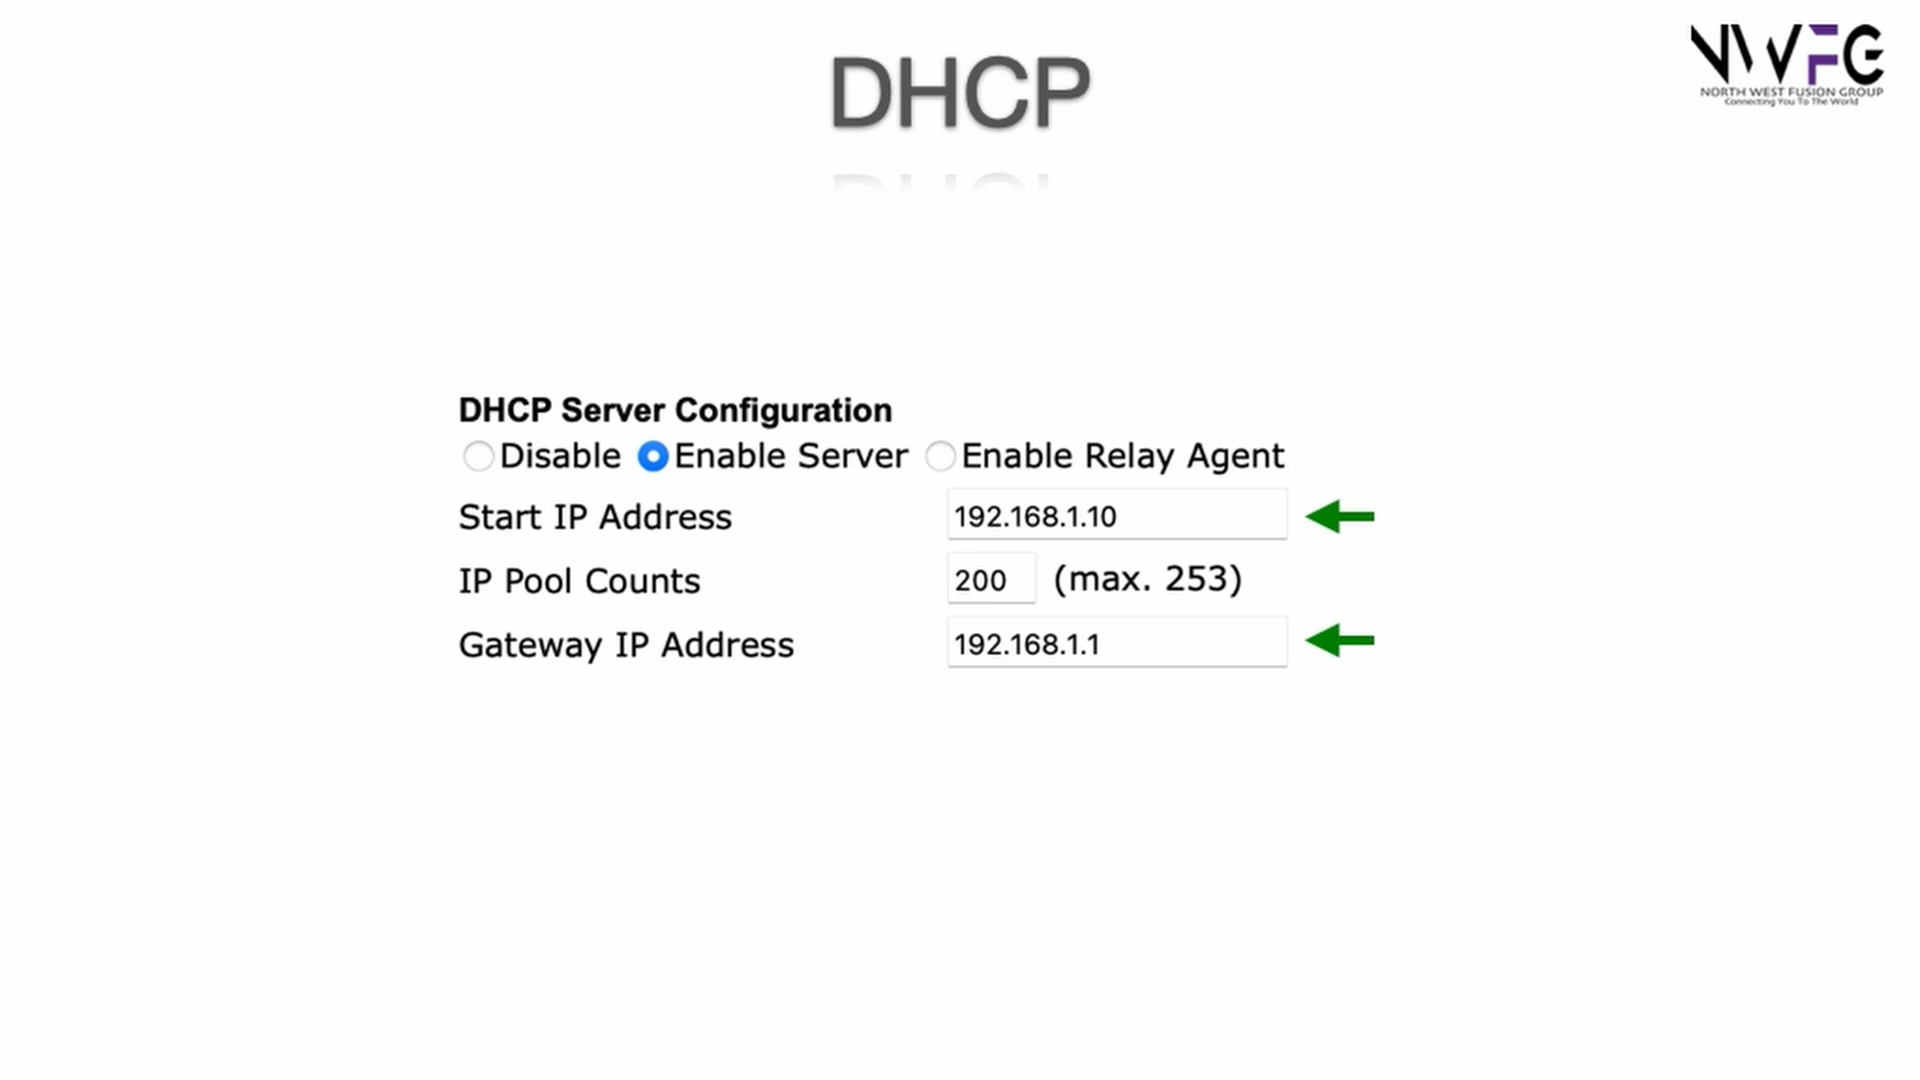 DHCP
NWFG
NORTH WEST FUSION GROUP
Connecting You To The World
DHCP Server Configuration
Disable Enable Server Enable Relay Agent
Start IP Address 192.168.1.10
IP Pool Counts 200 (max. 253)
Gateway IP Address 192.168.1.1